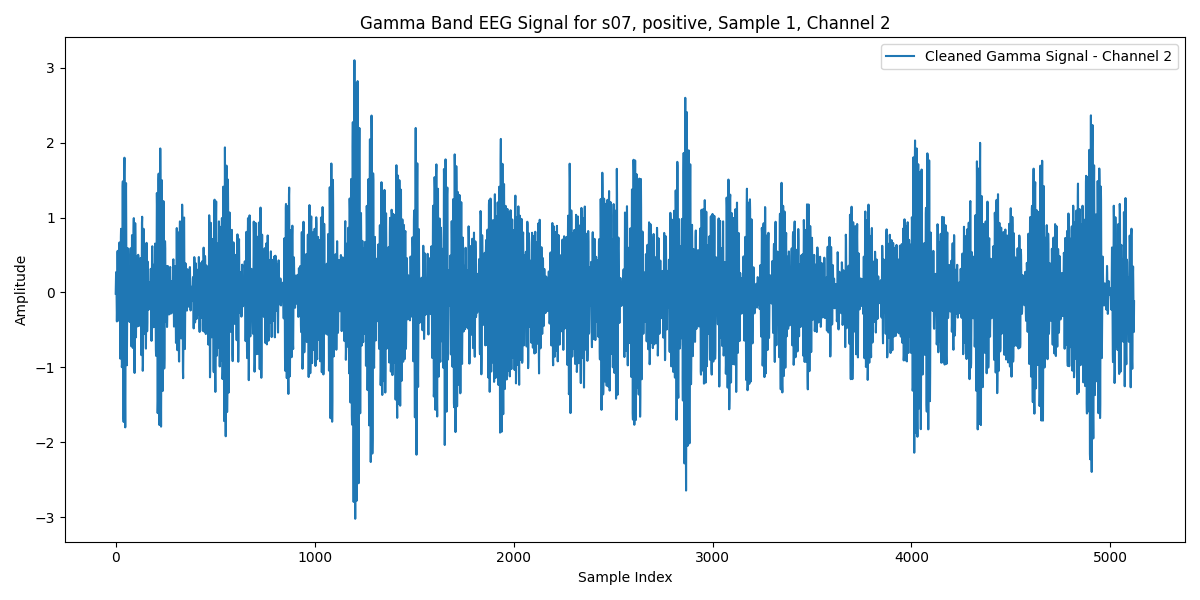 Gamma Band EEG Signal for s07, positive, Sample 1, Channel 2
Cleaned Gamma Signal - Channel 2
3
2
1
0
−1
−2
−3
Amplitude
0 1000 2000 3000 4000 5000
Sample Index